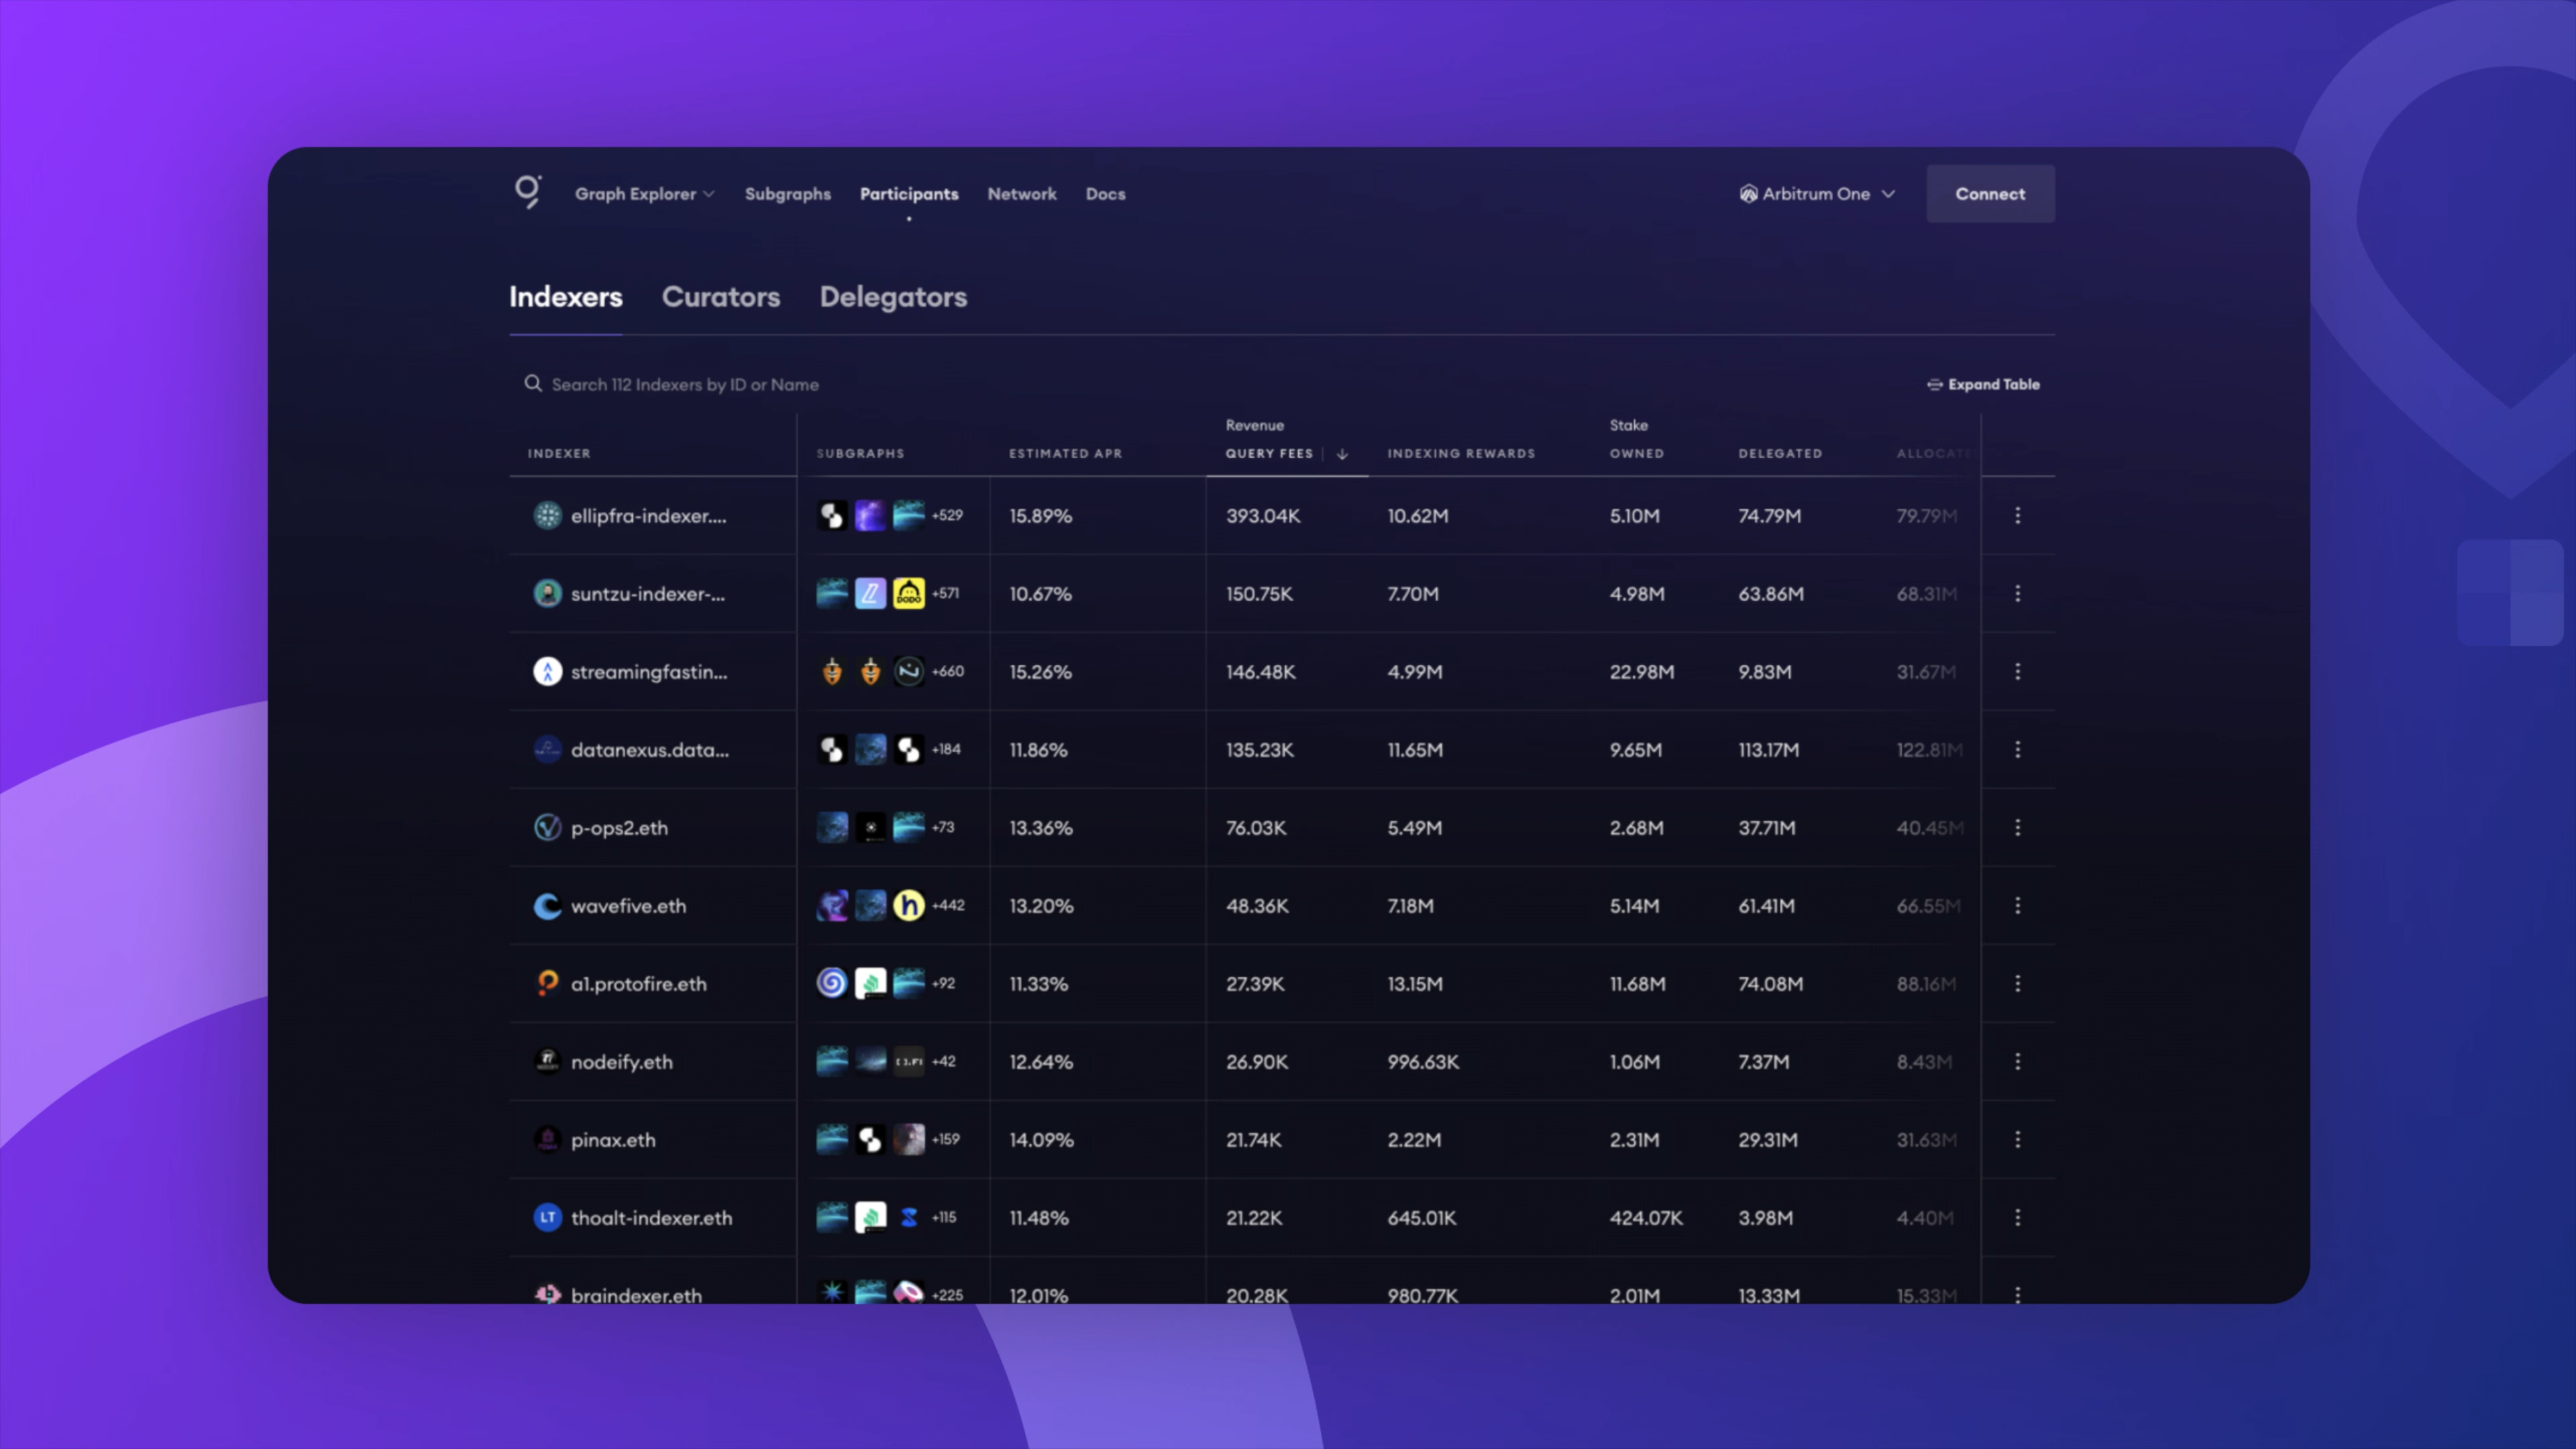 Graph Explorer Subgraphs Participants Network Docs Arbitrum One Connect
Indexers Curators Delegators
Search 112 Indexers by ID or Name Expand Table
Revenue Stake
INDEXER SUBGRAPHS ESTIMATED APR QUERY FEES INDEXING REWARDS OWNED DELEGATED ALLOCATE
ellipfra-indexer.... +529 15.89% 393.04K 10.62M 5.10M 74.79M 79.79M
suntzu-indexer-... DODO +571 10.67% 150.75K 7.70M 4.98M 63.86M 68.31M
streamingfastin... +660 15.26% 146.48K 4.99M 22.98M 9.83M 31.67M
datanexus.data... +184 11.86% 135.23K 11.65M 9.65M 113.17M 122.81M
p-ops2.eth +73 13.36% 76.03K 5.49M 2.68M 37.71M 40.45M
wavefive.eth h +442 13.20% 48.36K 7.18M 5.14M 61.41M 66.55M
a1.protofire.eth +92 11.33% 27.39K 13.15M 11.68M 74.08M 88.16M
nodeify.eth +42 12.64% 26.90K 996.63K 1.06M 7.37M 8.43M
pinax.eth +159 14.09% 21.74K 2.22M 2.31M 29.31M 31.63M
LT thoalt-indexer.eth +115 11.48% 21.22K 645.01K 424.07K 3.98M 4.40M
braindexer.eth +225 12.01% 20.28K 980.77K 2.01M 13.33M 15.33M